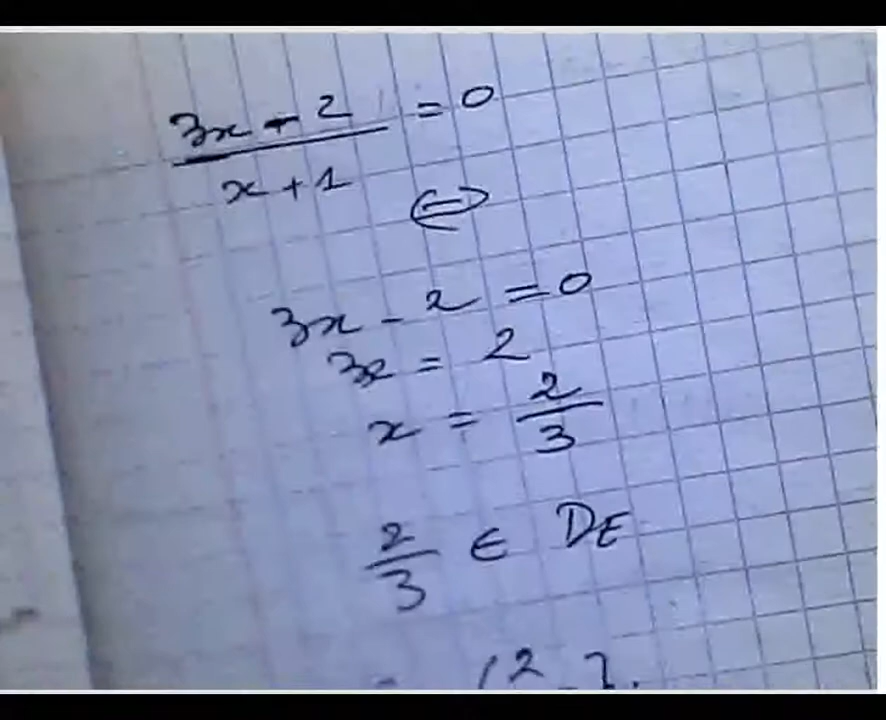 3x - 2 / x + 1 = 0
⇔
3x - 2 = 0
3x = 2
x = 2/3
2/3 ∈ DE